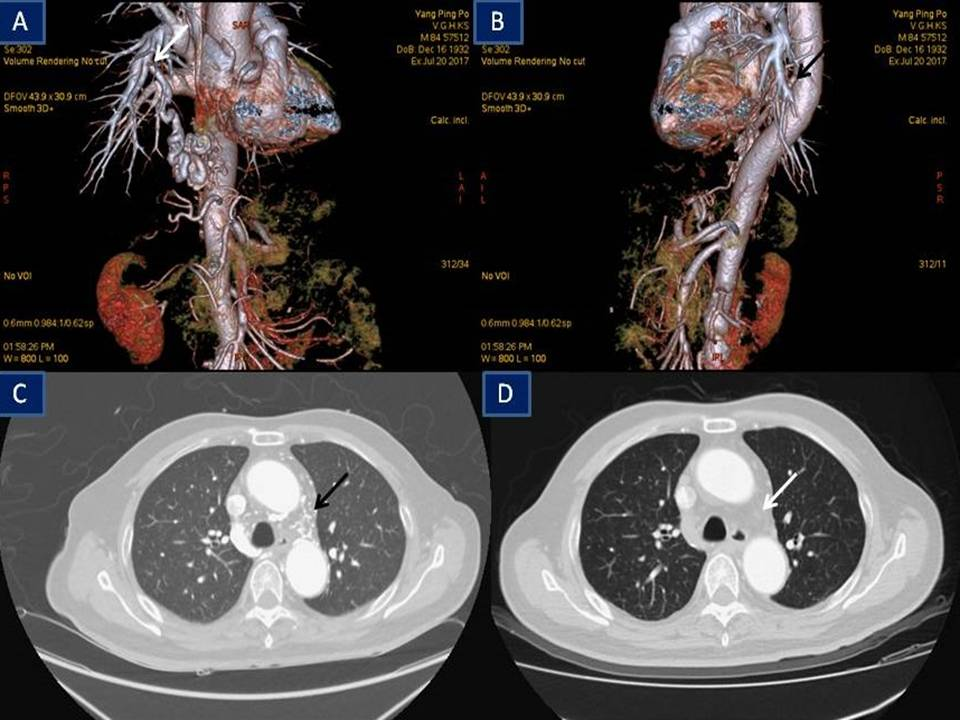 A
SAR
Yang Ping Po
V.G.H.KS
M 84 57512
DoB: Dec 16 1932
Ex:Jul 20 2017
Se:302
Volume Rendering No cut
DFOV 43.9 x 30.9 cm
Smooth 3D+
Calc. incl.
R
P
S
L
A
I
312/34
No VOI
0.6mm 0.984:1/0.62sp
01:58:26 PM
W = 800 L = 100
B
SAR
Yang Ping Po
V.G.H.KS
M 84 57512
DoB: Dec 16 1932
Ex:Jul 20 2017
Se:302
Volume Rendering No cut
DFOV 43.9 x 30.9 cm
Smooth 3D+
Calc. incl.
A
I
L
P
S
R
312/11
No VOI
0.6mm 0.984:1/0.62sp
01:58:26 PM
W = 800 L = 100
IPL
C
D